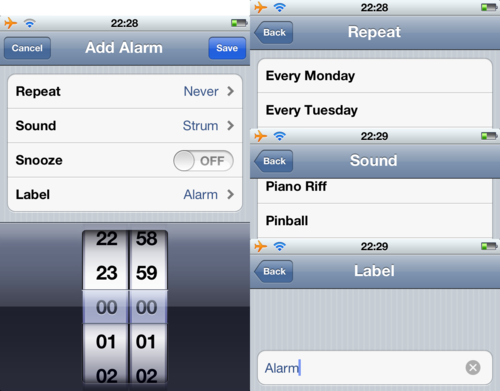 22:28
Cancel Add Alarm Save
Repeat Never
Sound Strum
Snooze OFF
Label Alarm
22 58
23 59
00 00
01 01
02 02
22:28
Back Repeat
Every Monday
Every Tuesday
22:29
Back Sound
Piano Riff
Pinball
22:29
Back Label
Alarm